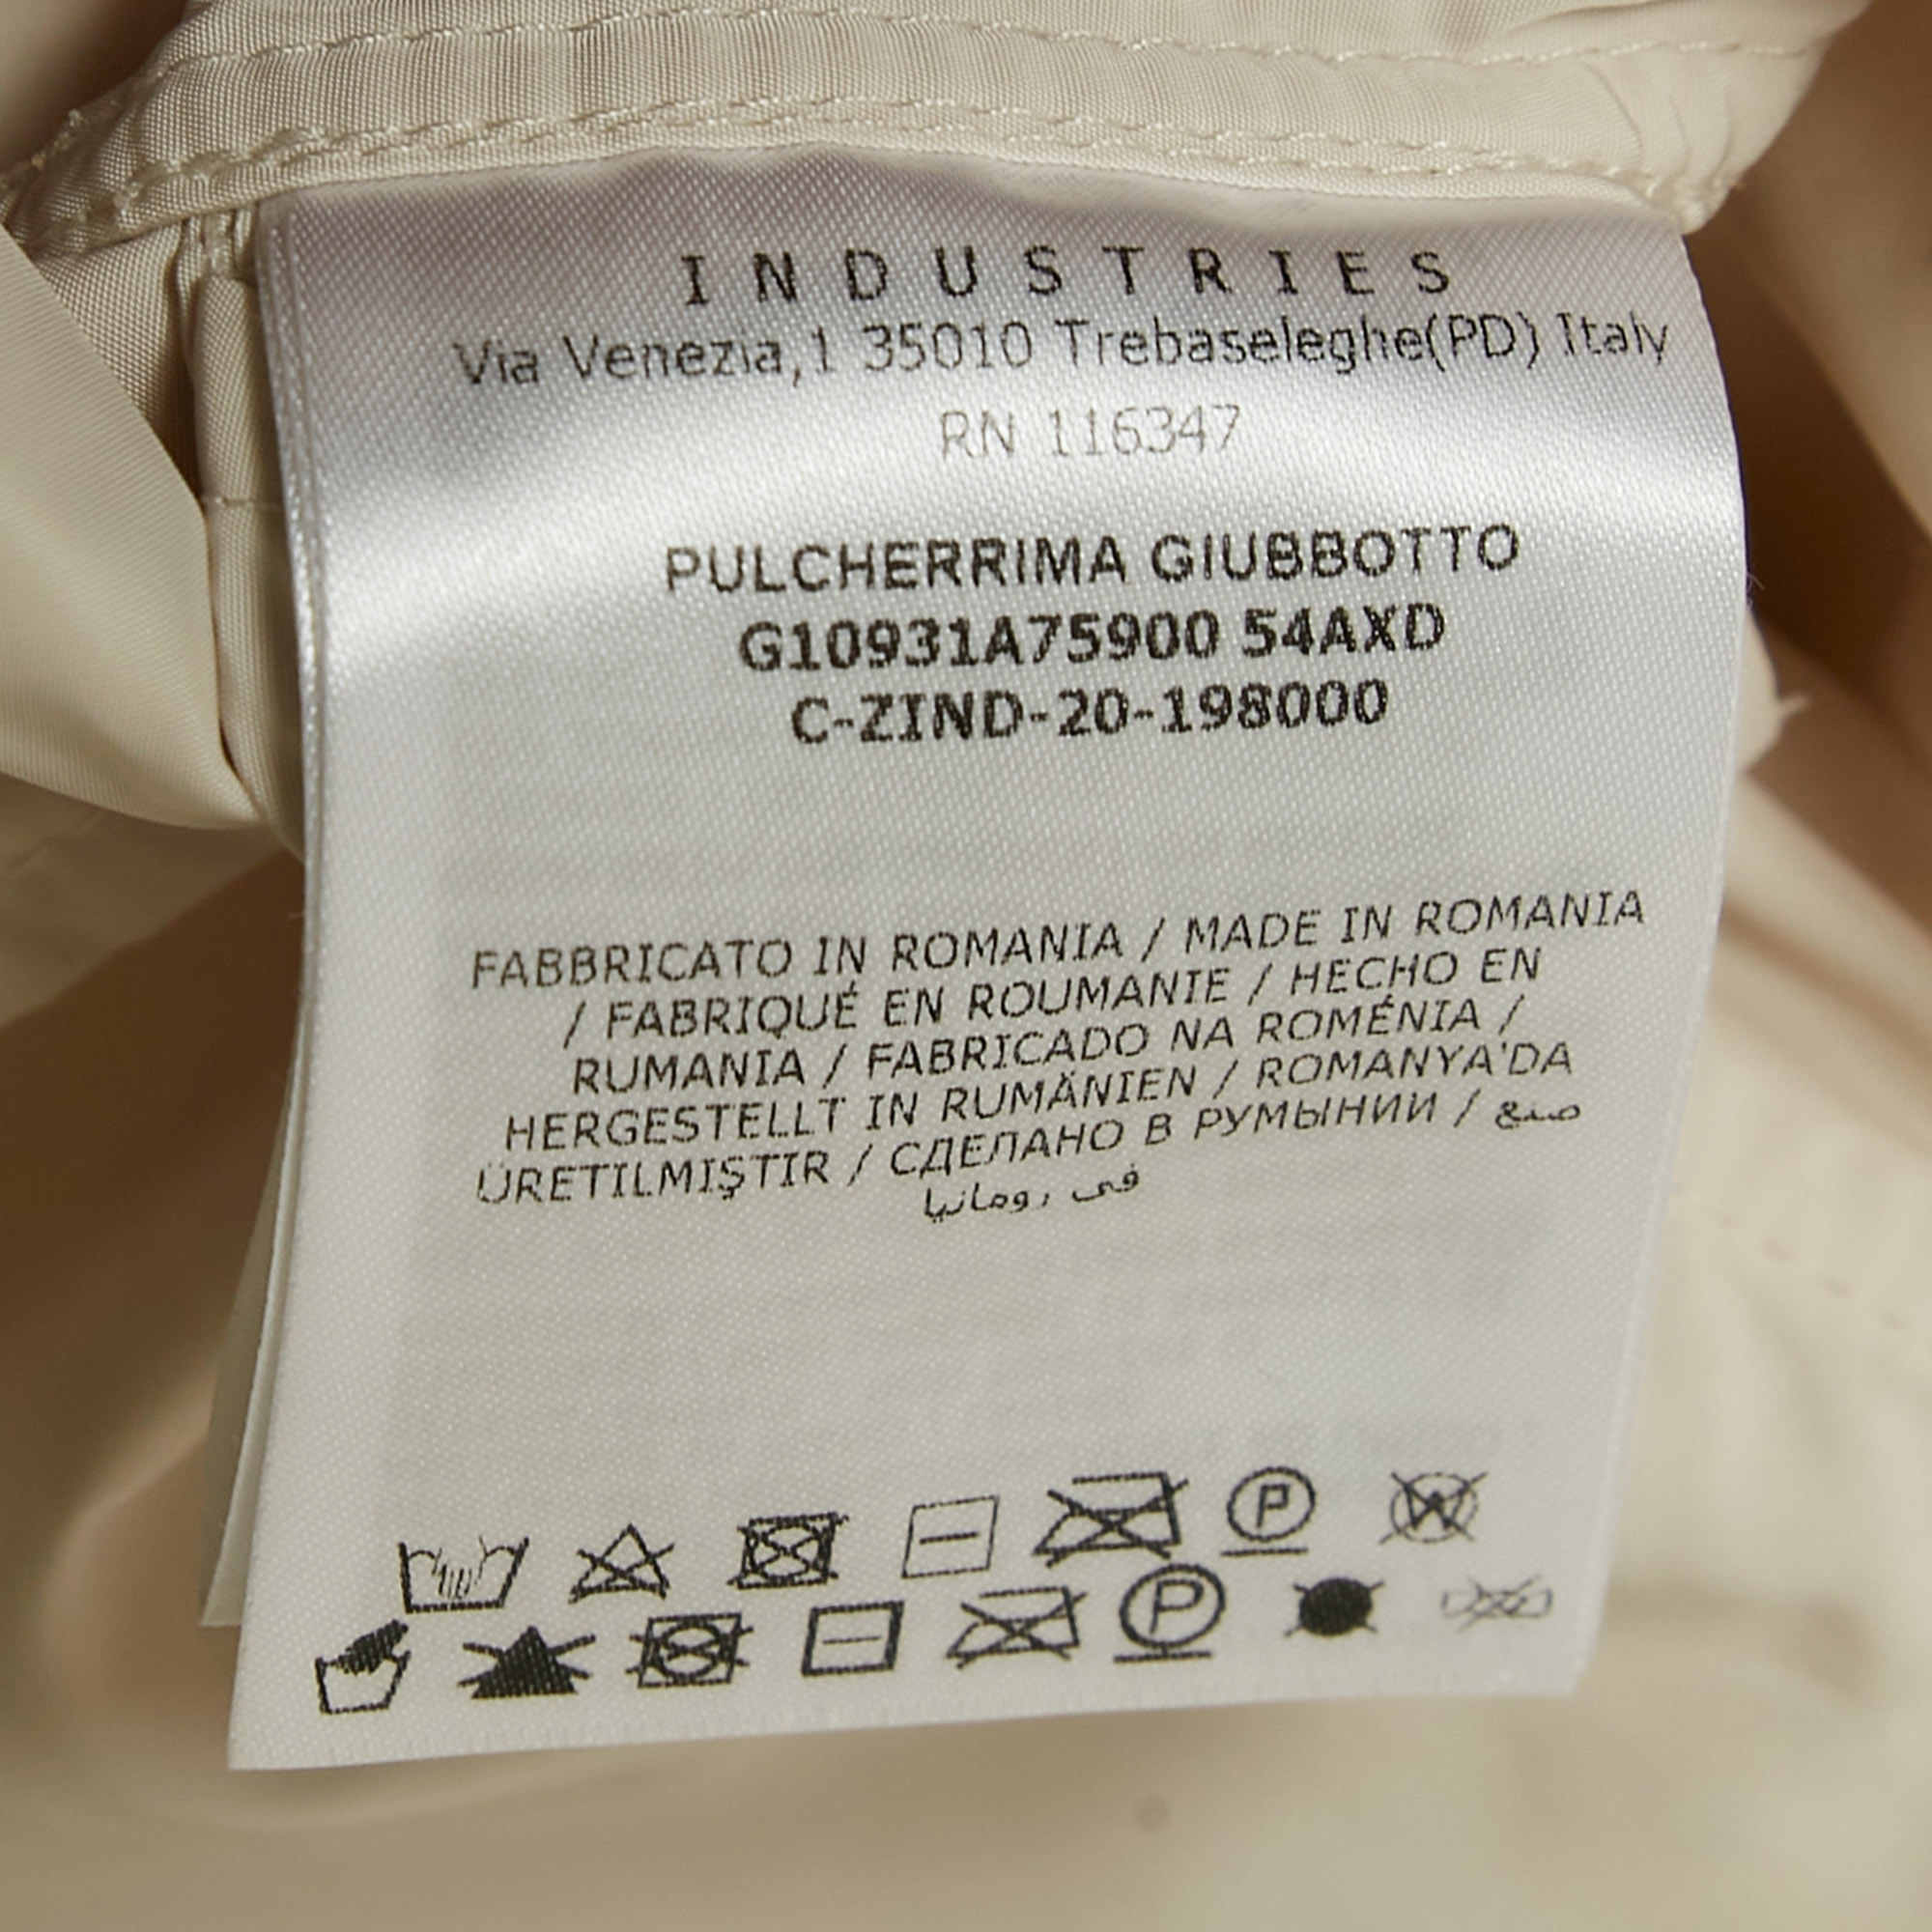 INDUSTRIES
Via Venezia,1 35010 Trebaseleghe(PD) Italy
RN 116347
PULCHERRIMA GIUBBOTTO
G10931A75900 54AXD
C-ZIND-20-198000
FABBRICATO IN ROMANIA / MADE IN ROMANIA
/ FABRIQUÉ EN ROUMANIE / HECHO EN
RUMANIA / FABRICADO NA ROMÉNIA /
HERGESTELLT IN RUMÄNIEN / ROMANYA'DA
ÜRETILMIŞTIR / СДЕЛАНО В РУМЫНИИ / صنع
في رومانيا
P W
P